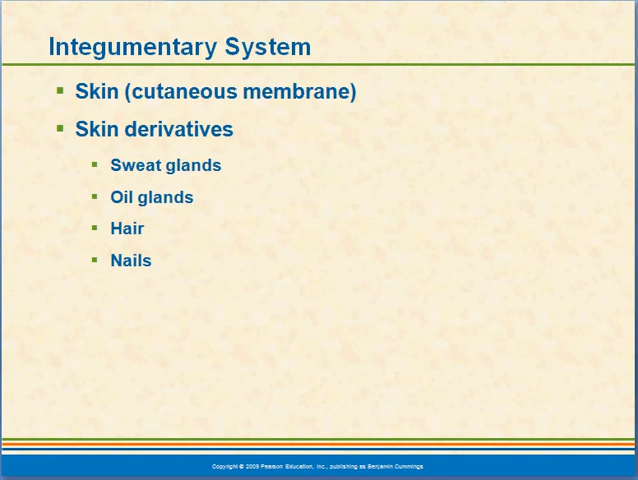 Integumentary System
Skin (cutaneous membrane)
Skin derivatives
Sweat glands
Oil glands
Hair
Nails
Copyright © 2009 Pearson Education, Inc., publishing as Benjamin Cummings